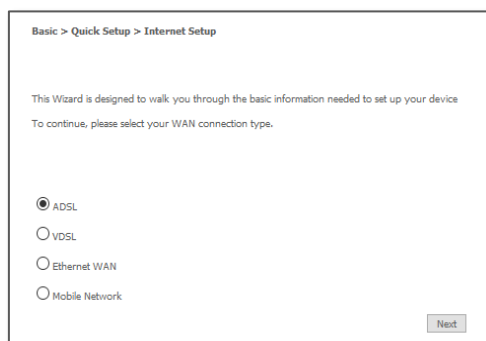 Basic > Quick Setup > Internet Setup
This Wizard is designed to walk you through the basic information needed to set up your device
To continue, please select your WAN connection type.
ADSL
VDSL
Ethernet WAN
Mobile Network
Next